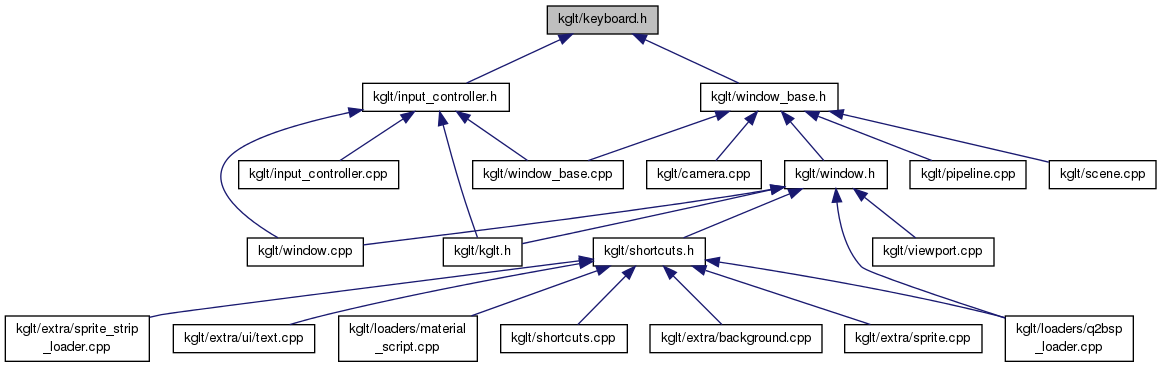 kglt/keyboard.h
kglt/input_controller.h
kglt/window_base.h
kglt/input_controller.cpp
kglt/window_base.cpp
kglt/camera.cpp
kglt/window.h
kglt/pipeline.cpp
kglt/scene.cpp
kglt/window.cpp
kglt/kglt.h
kglt/shortcuts.h
kglt/viewport.cpp
kglt/extra/sprite_strip
_loader.cpp
kglt/extra/ui/text.cpp
kglt/loaders/material
_script.cpp
kglt/shortcuts.cpp
kglt/extra/background.cpp
kglt/extra/sprite.cpp
kglt/loaders/q2bsp
_loader.cpp